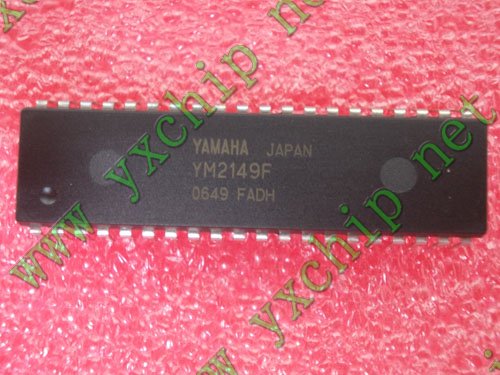 www.yxchip.net
YAMAHA JAPAN
YM2149F
0649 FADH
www.yxchip.net